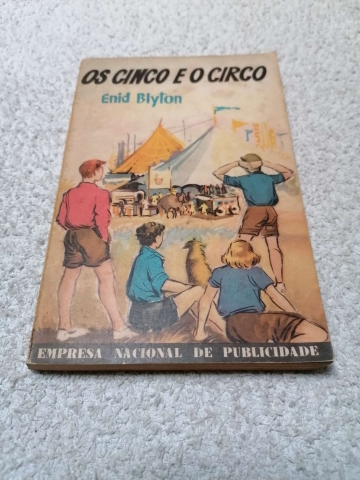 OS CINCO E O CIRCO
Enid Blyton
EMPRESA NACIONAL DE PUBLICIDADE